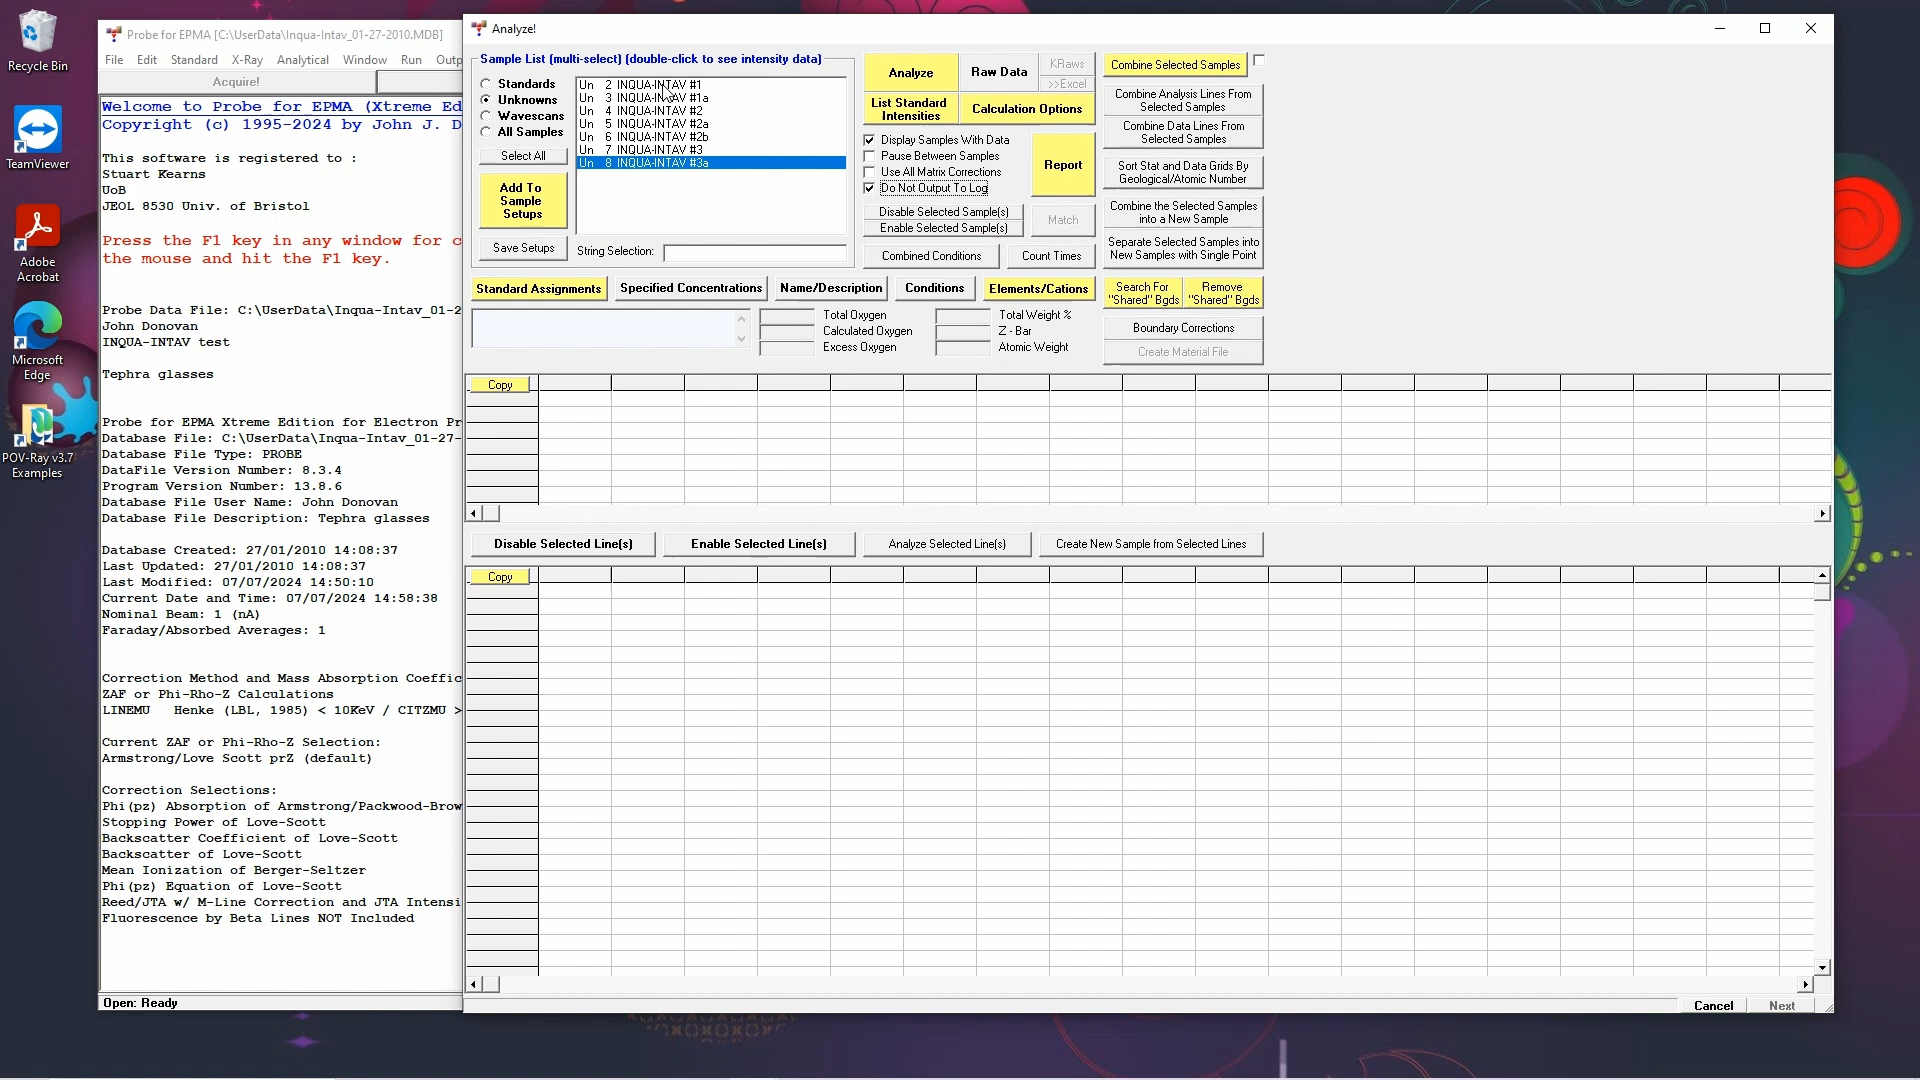 Recycle Bin
TeamViewer
Adobe
Acrobat
Microsoft
Edge
POV-Ray v3.7
Examples
Probe for EPMA [C:\UserData\Inqua-Intav_01-27-2010.MDB]
File Edit Standard X-Ray Analytical Window Run Outp
Acquire!
Welcome to Probe for EPMA (Xtreme Ed
Copyright (c) 1995-2024 by John J. D
This software is registered to :
Stuart Kearns
UoB
JEOL 8530 Univ. of Bristol
Press the F1 key in any window for c
the mouse and hit the F1 key.
Probe Data File: C:\UserData\Inqua-Intav_01-2
John Donovan
INQUA-INTAV test
Tephra glasses
Probe for EPMA Xtreme Edition for Electron Pr
Database File: C:\UserData\Inqua-Intav_01-27-
Database File Type: PROBE
DataFile Version Number: 8.3.4
Program Version Number: 13.8.6
Database File User Name: John Donovan
Database File Description: Tephra glasses
Database Created: 27/01/2010 14:08:37
Last Updated: 27/01/2010 14:08:37
Last Modified: 07/07/2024 14:50:10
Current Date and Time: 07/07/2024 14:58:38
Nominal Beam: 1 (nA)
Faraday/Absorbed Averages: 1
Correction Method and Mass Absorption Coeffic
ZAF or Phi-Rho-Z Calculations
LINEMU Henke (LBL, 1985) < 10KeV / CITZMU >
Current ZAF or Phi-Rho-Z Selection:
Armstrong/Love Scott prZ (default)
Correction Selections:
Phi(pz) Absorption of Armstrong/Packwood-Brow
Stopping Power of Love-Scott
Backscatter Coefficient of Love-Scott
Backscatter of Love-Scott
Mean Ionization of Berger-Seltzer
Phi(pz) Equation of Love-Scott
Reed/JTA w/ M-Line Correction and JTA Intensi
Fluorescence by Beta Lines NOT Included
Open: Ready
Analyze!
Sample List (multi-select) (double-click to see intensity data)
Standards
Unknowns
Wavescans
All Samples
Select All
Add To
Sample
Setups
Save Setups
Un 2 INQUA-INTAV #1
Un 3 INQUA-INTAV #1a
Un 4 INQUA-INTAV #2
Un 5 INQUA-INTAV #2a
Un 6 INQUA-INTAV #2b
Un 7 INQUA-INTAV #3
Un 8 INQUA-INTAV #3a
String Selection:
Analyze
Raw Data
KRaws
>>Excel
List Standard
Intensities
Calculation Options
Display Samples With Data
Pause Between Samples
Use All Matrix Corrections
Do Not Output To Log
Report
Disable Selected Sample(s)
Enable Selected Sample(s)
Match
Combined Conditions
Count Times
Combine Selected Samples
Combine Analysis Lines From
Selected Samples
Combine Data Lines From
Selected Samples
Sort Stat and Data Grids By
Geological/Atomic Number
Combine the Selected Samples
into a New Sample
Separate Selected Samples into
New Samples with Single Point
Standard Assignments
Specified Concentrations
Name/Description
Conditions
Elements/Cations
Search For
"Shared" Bgds
Remove
"Shared" Bgds
Total Oxygen
Calculated Oxygen
Excess Oxygen
Total Weight %
Z - Bar
Atomic Weight
Boundary Corrections
Create Material File
Copy
Disable Selected Line(s)
Enable Selected Line(s)
Analyze Selected Line(s)
Create New Sample from Selected Lines
Copy
Cancel
Next